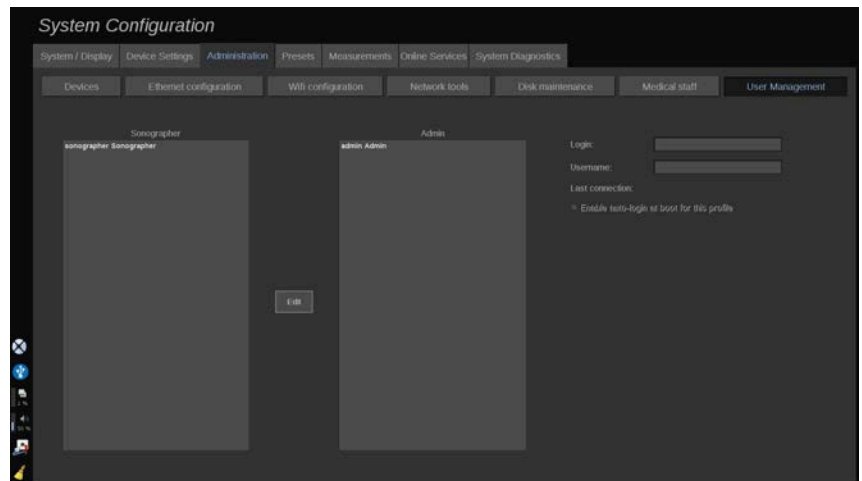 System Configuration
System / Display Device Settings Administration Presets Measurements Online Services System Diagnostics
Devices Ethernet configuration Wifi configuration Network tools Disk maintenance Medical staff User Management
Sonographer Admin
sonographer Sonographer admin Admin Login:
Username:
Last connection:
Enable auto-login at boot for this profile
Edit